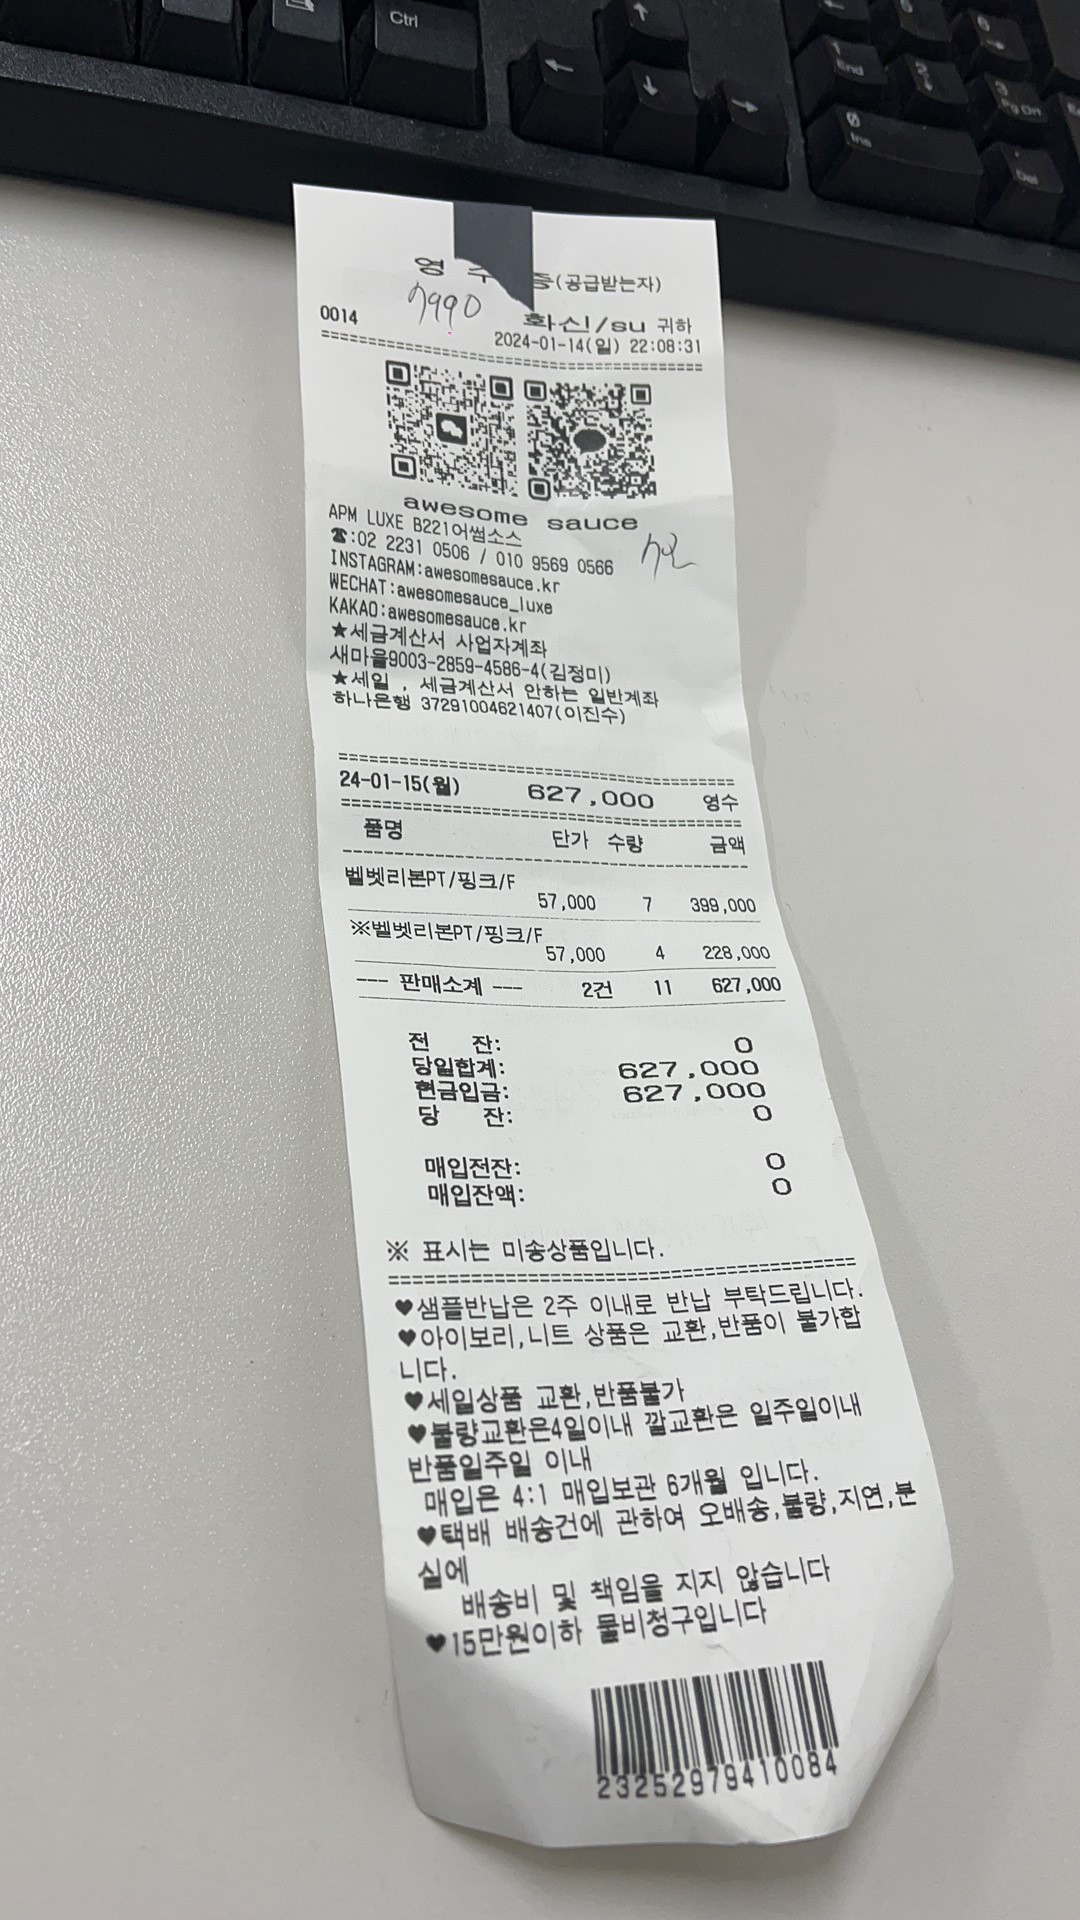 Ctrl
End
Pg Dn
Ins
Del
영 수 증(공급받는자)
7990
0014 화신/su 귀하
2024-01-14(일) 22:08:31
awesome sauce
APM LUXE B221어썸소스
☎:02 2231 0506 / 010 9569 0566
INSTAGRAM:awesomesauce.kr
WECHAT:awesomesauce_luxe
KAKAO:awesomesauce.kr
★세금계산서 사업자계좌
새마을9003-2859-4586-4(김정미)
★세일 , 세금계산서 안하는 일반계좌
하나은행 37291004621407(이진수)
24-01-15(월) 627,000 영수
품명 단가 수량 금액
벨벳리본PT/핑크/F
57,000 7 399,000
※벨벳리본PT/핑크/F
57,000 4 228,000
--- 판매소계 --- 2건 11 627,000
전 잔: 0
당일합계: 627,000
현금입금: 627,000
당 잔: 0
매입전잔: 0
매입잔액: 0
※ 표시는 미송상품입니다.
♥샘플반납은 2주 이내로 반납 부탁드립니다.
♥아이보리,니트 상품은 교환,반품이 불가합
니다.
♥세일상품 교환,반품불가
♥불량교환은4일이내 깔교환은 일주일이내
반품일주일 이내
매입은 4:1 매입보관 6개월 입니다.
♥택배 배송건에 관하여 오배송,불량,지연,분
실에
배송비 및 책임을 지지 않습니다
♥15만원이하 물비청구입니다
23252979410084